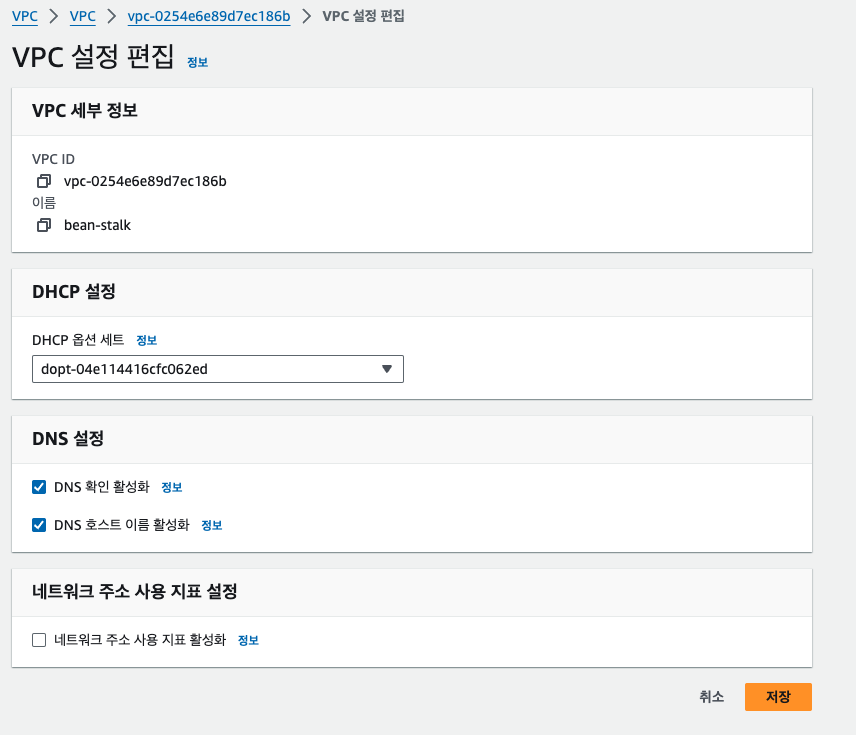 VPC > VPC > vpc-0254e6e89d7ec186b > VPC 설정 편집
VPC 설정 편집 정보
VPC 세부 정보
VPC ID
vpc-0254e6e89d7ec186b
이름
bean-stalk
DHCP 설정
DHCP 옵션 세트 정보
dopt-04e114416cfc062ed
DNS 설정
DNS 확인 활성화 정보
DNS 호스트 이름 활성화 정보
네트워크 주소 사용 지표 설정
네트워크 주소 사용 지표 활성화 정보
취소 저장